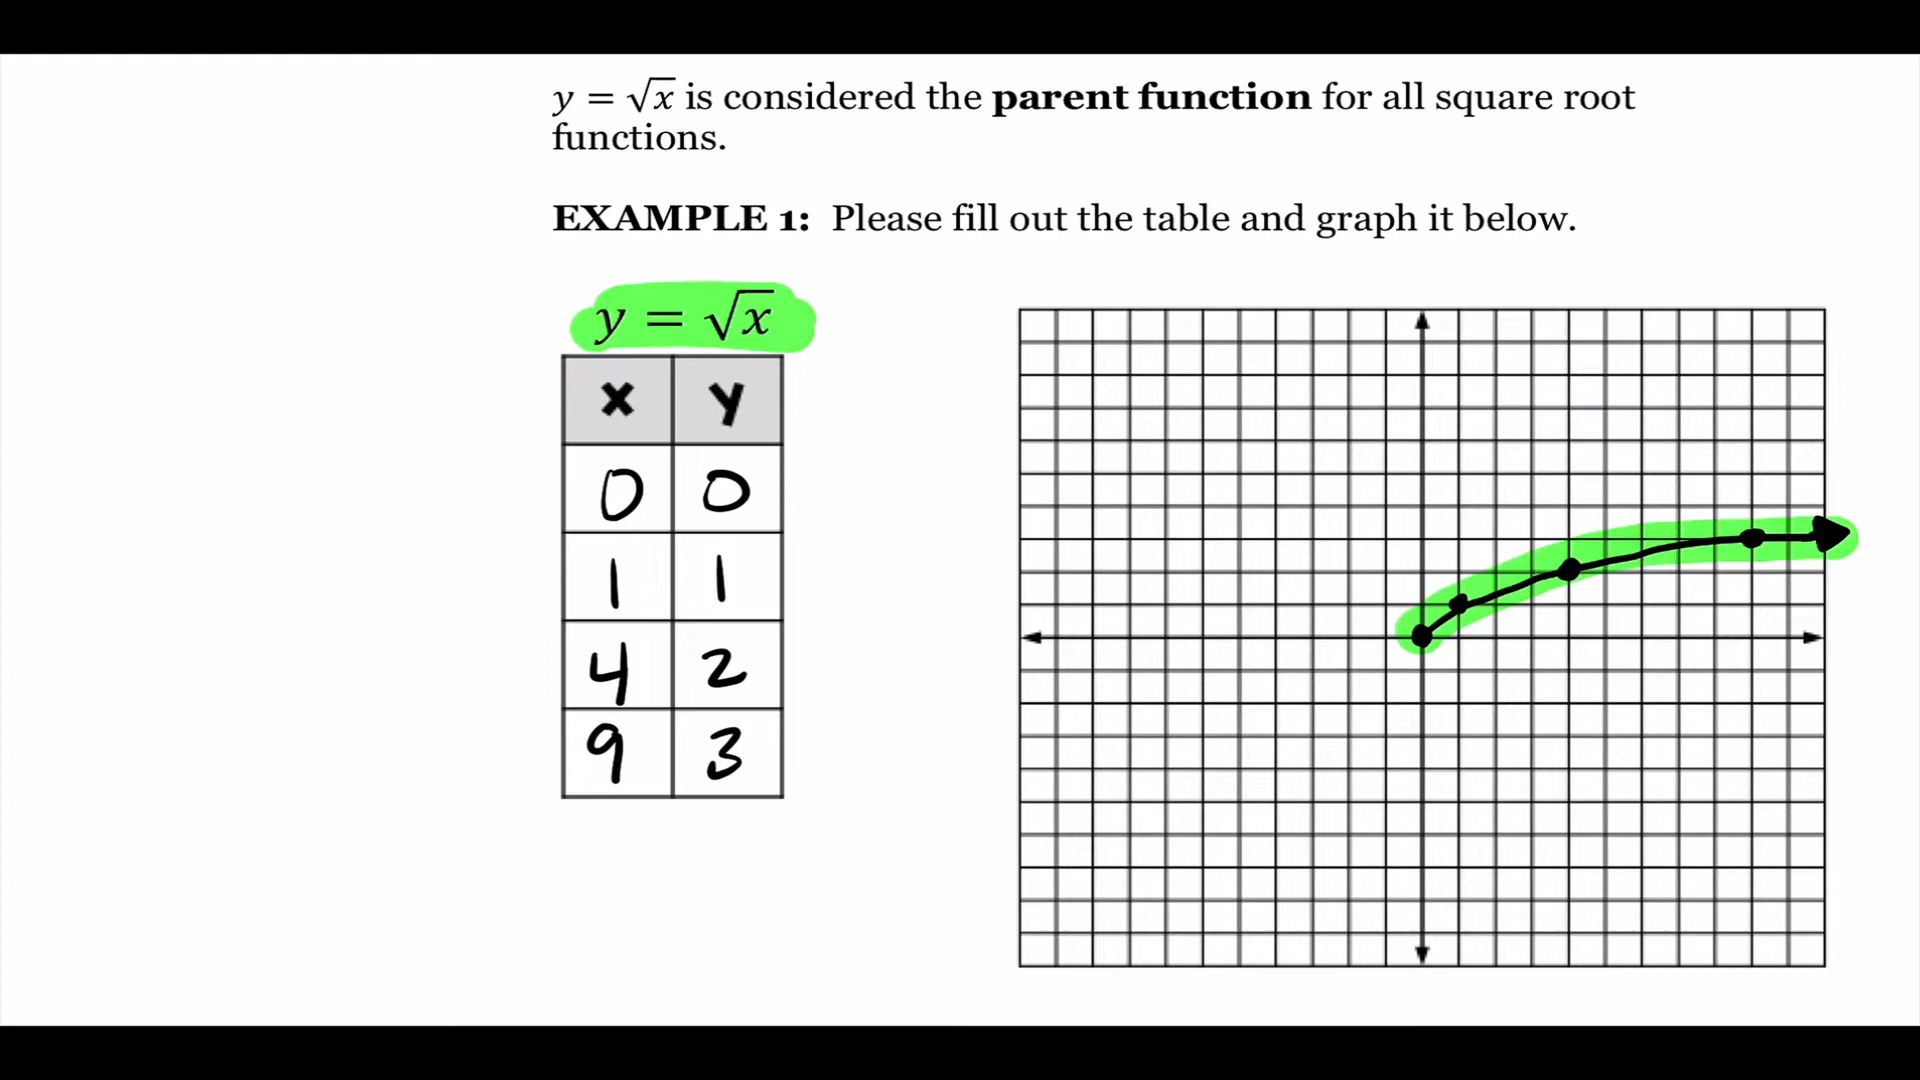 y = √x is considered the parent function for all square root
functions.
EXAMPLE 1: Please fill out the table and graph it below.
y = √x
x y
0 0
1 1
4 2
9 3